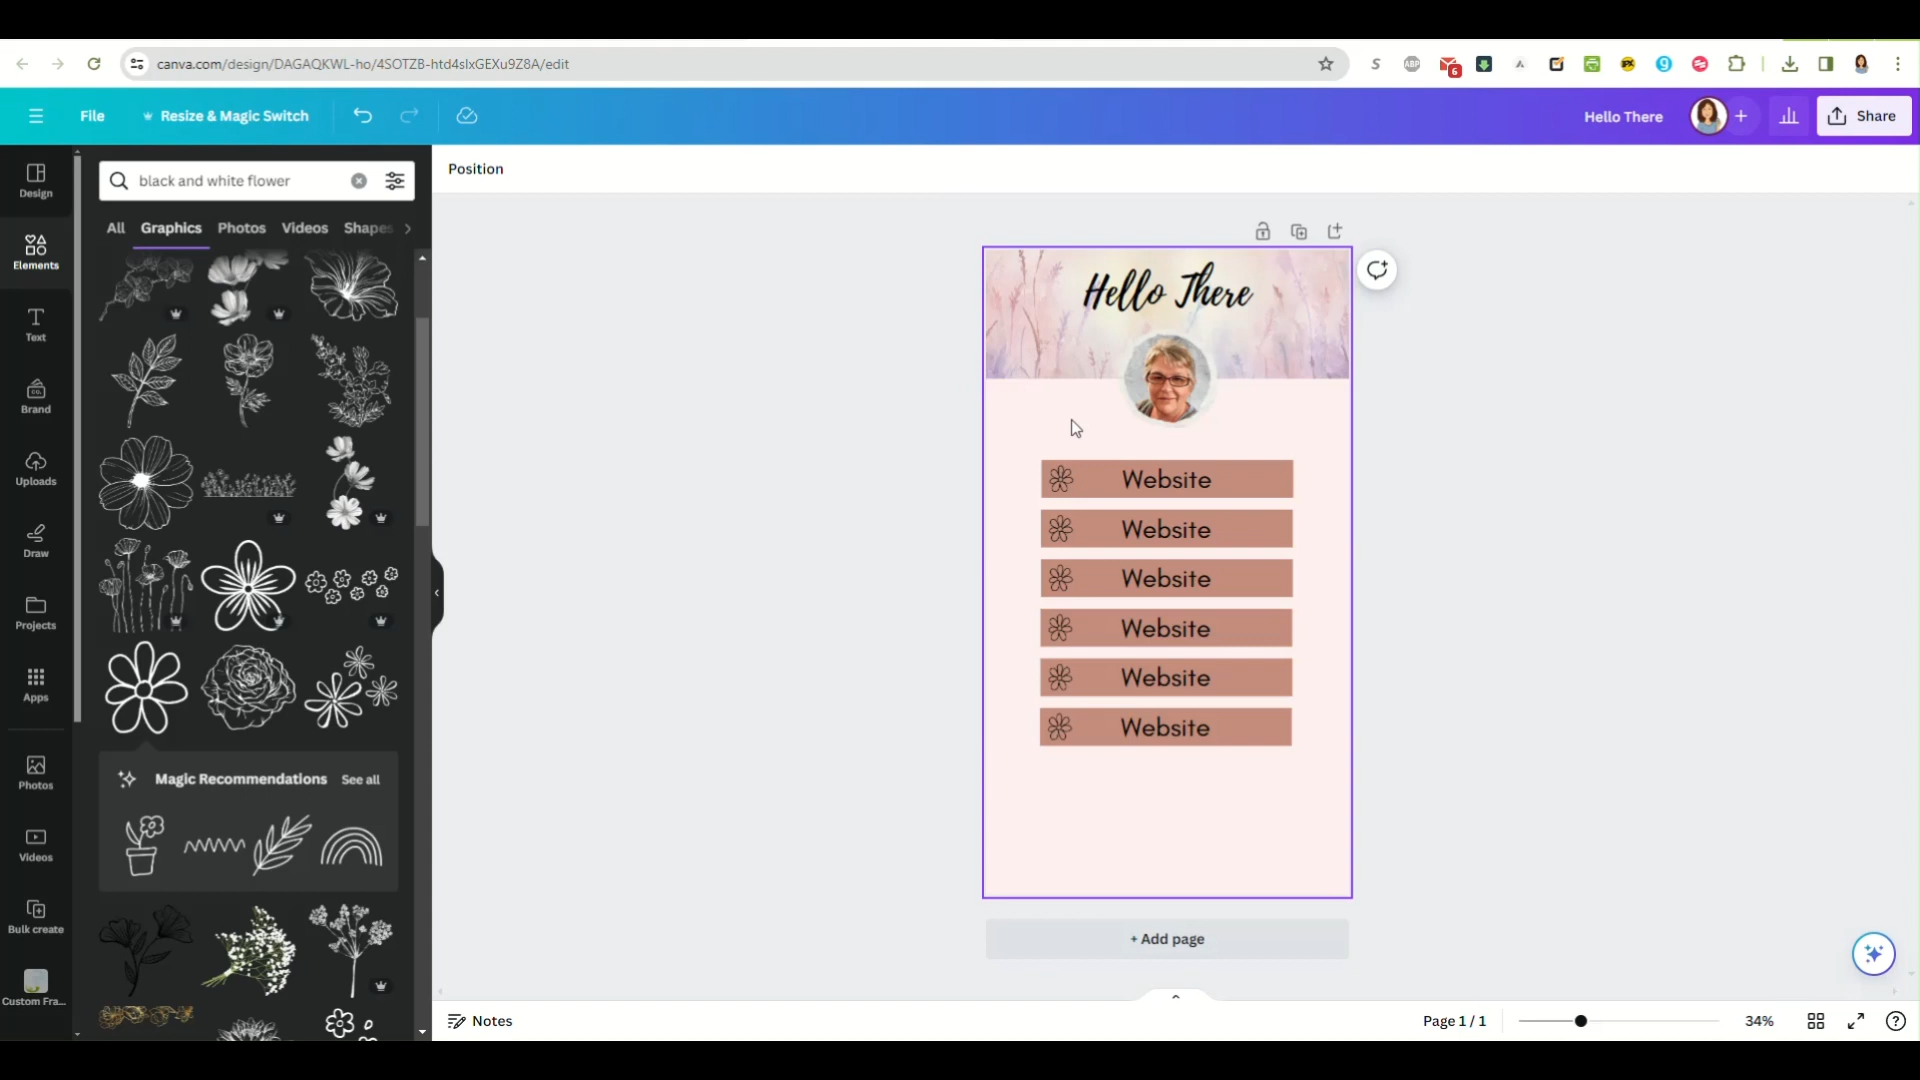 canva.com/design/DAGAQKWL-ho/4SOTZB-htd4slxGEXu9Z8A/edit
S
ABP
6
File
Resize & Magic Switch
Hello There
Share
Design
Elements
Text
Brand
Uploads
Draw
Projects
Apps
Photos
Videos
Bulk create
Custom Fra...
black and white flower
All Graphics Photos Videos Shapes
Magic Recommendations See all
Position
Hello There
Website
Website
Website
Website
Website
Website
+ Add page
Notes
Page 1 / 1
34%